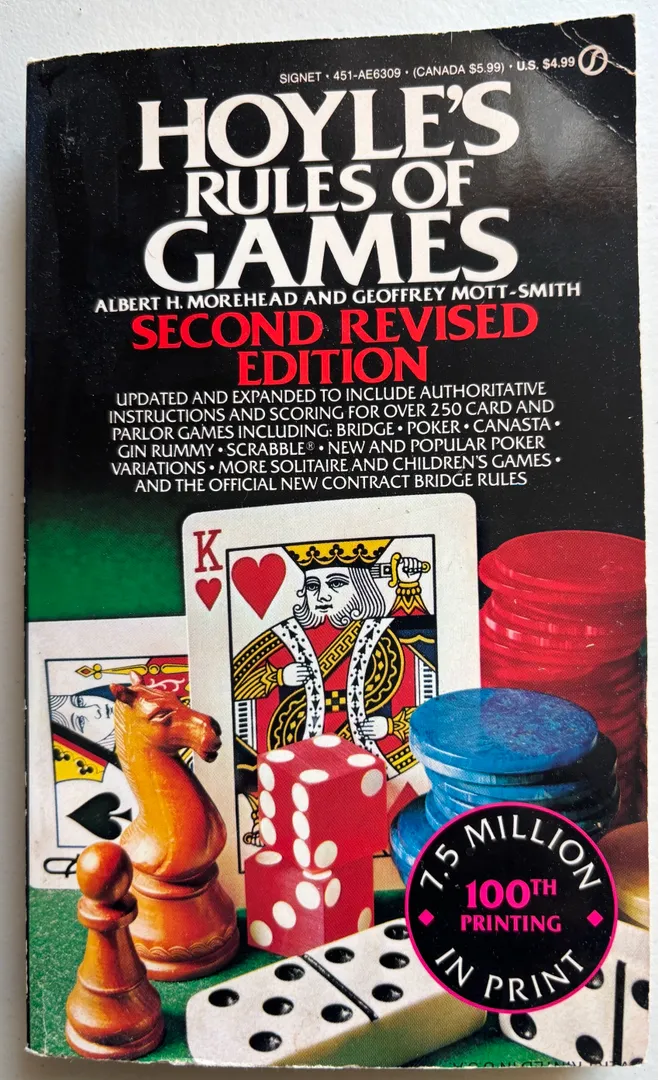 SIGNET • 451-AE6309 • (CANADA $5.99) • U.S. $4.99
HOYLE'S
RULES OF
GAMES
ALBERT H. MOREHEAD AND GEOFFREY MOTT-SMITH
SECOND REVISED
EDITION
UPDATED AND EXPANDED TO INCLUDE AUTHORITATIVE
INSTRUCTIONS AND SCORING FOR OVER 250 CARD AND
PARLOR GAMES INCLUDING: BRIDGE • POKER • CANASTA •
GIN RUMMY • SCRABBLE® • NEW AND POPULAR POKER
VARIATIONS • MORE SOLITAIRE AND CHILDREN'S GAMES •
AND THE OFFICIAL NEW CONTRACT BRIDGE RULES
K
7.5 MILLION
100TH
PRINTING
IN PRINT